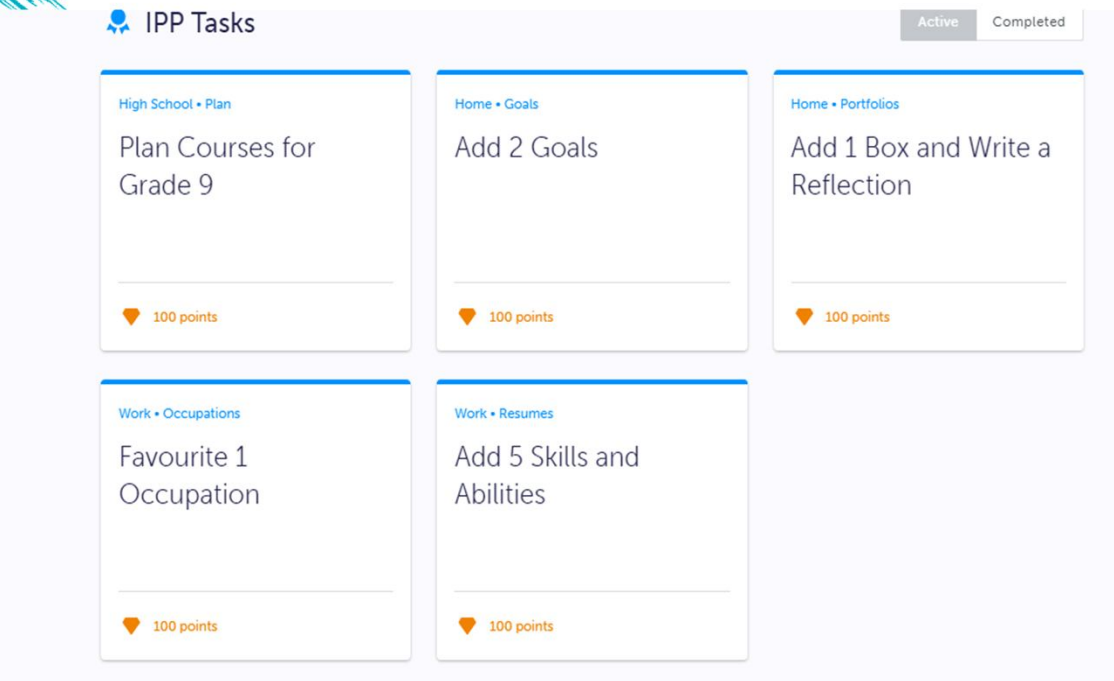 IPP Tasks
Active Completed
High School • Plan
Plan Courses for
Grade 9
100 points
Home • Goals
Add 2 Goals
100 points
Home • Portfolios
Add 1 Box and Write a
Reflection
100 points
Work • Occupations
Favourite 1
Occupation
100 points
Work • Resumes
Add 5 Skills and
Abilities
100 points